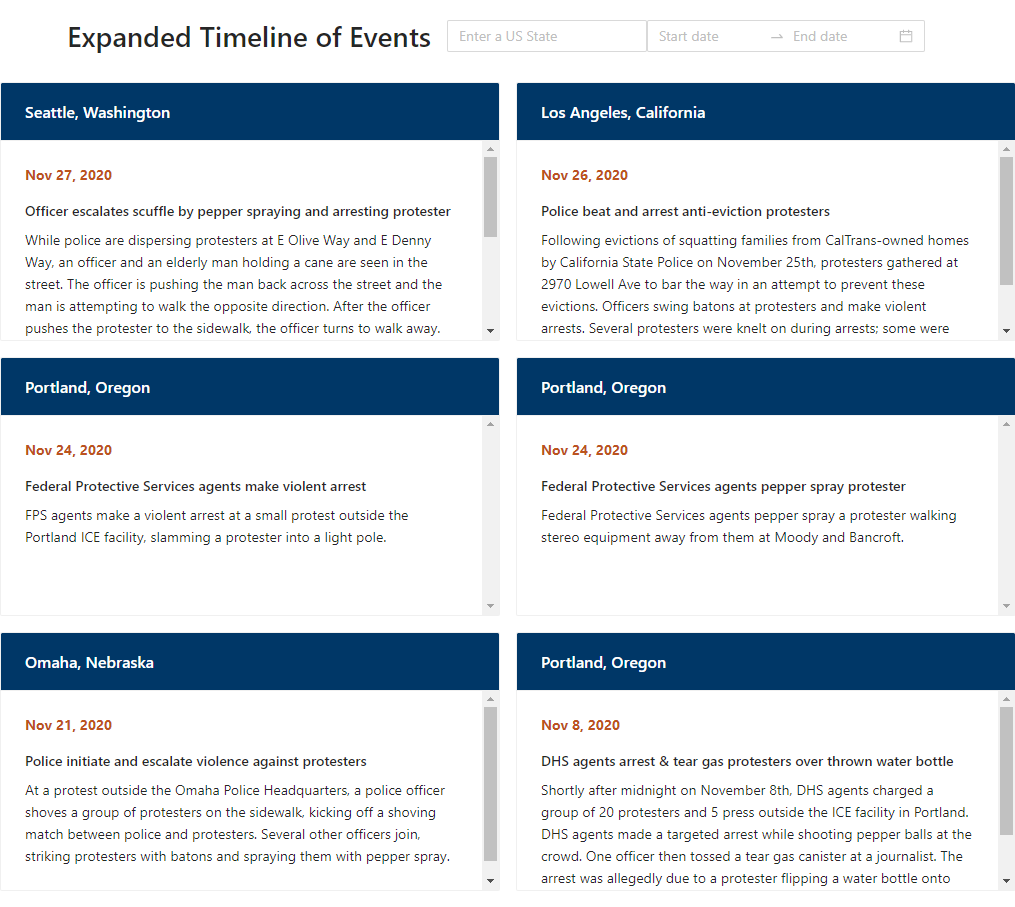 Expanded Timeline of Events
Enter a US State
Start date → End date
Seattle, Washington
Nov 27, 2020
Officer escalates scuffle by pepper spraying and arresting protester
While police are dispersing protesters at E Olive Way and E Denny
Way, an officer and an elderly man holding a cane are seen in the
street. The officer is pushing the man back across the street and the
man is attempting to walk the opposite direction. After the officer
pushes the protester to the sidewalk, the officer turns to walk away.
Los Angeles, California
Nov 26, 2020
Police beat and arrest anti-eviction protesters
Following evictions of squatting families from CalTrans-owned homes
by California State Police on November 25th, protesters gathered at
2970 Lowell Ave to bar the way in an attempt to prevent these
evictions. Officers swing batons at protesters and make violent
arrests. Several protesters were knelt on during arrests; some were
Portland, Oregon
Nov 24, 2020
Federal Protective Services agents make violent arrest
FPS agents make a violent arrest at a small protest outside the
Portland ICE facility, slamming a protester into a light pole.
Portland, Oregon
Nov 24, 2020
Federal Protective Services agents pepper spray protester
Federal Protective Services agents pepper spray a protester walking
stereo equipment away from them at Moody and Bancroft.
Omaha, Nebraska
Nov 21, 2020
Police initiate and escalate violence against protesters
At a protest outside the Omaha Police Headquarters, a police officer
shoves a group of protesters on the sidewalk, kicking off a shoving
match between police and protesters. Several other officers join,
striking protesters with batons and spraying them with pepper spray.
Portland, Oregon
Nov 8, 2020
DHS agents arrest & tear gas protesters over thrown water bottle
Shortly after midnight on November 8th, DHS agents charged a
group of 20 protesters and 5 press outside the ICE facility in Portland.
DHS agents made a targeted arrest while shooting pepper balls at the
crowd. One officer then tossed a tear gas canister at a journalist. The
arrest was allegedly due to a protester flipping a water bottle onto